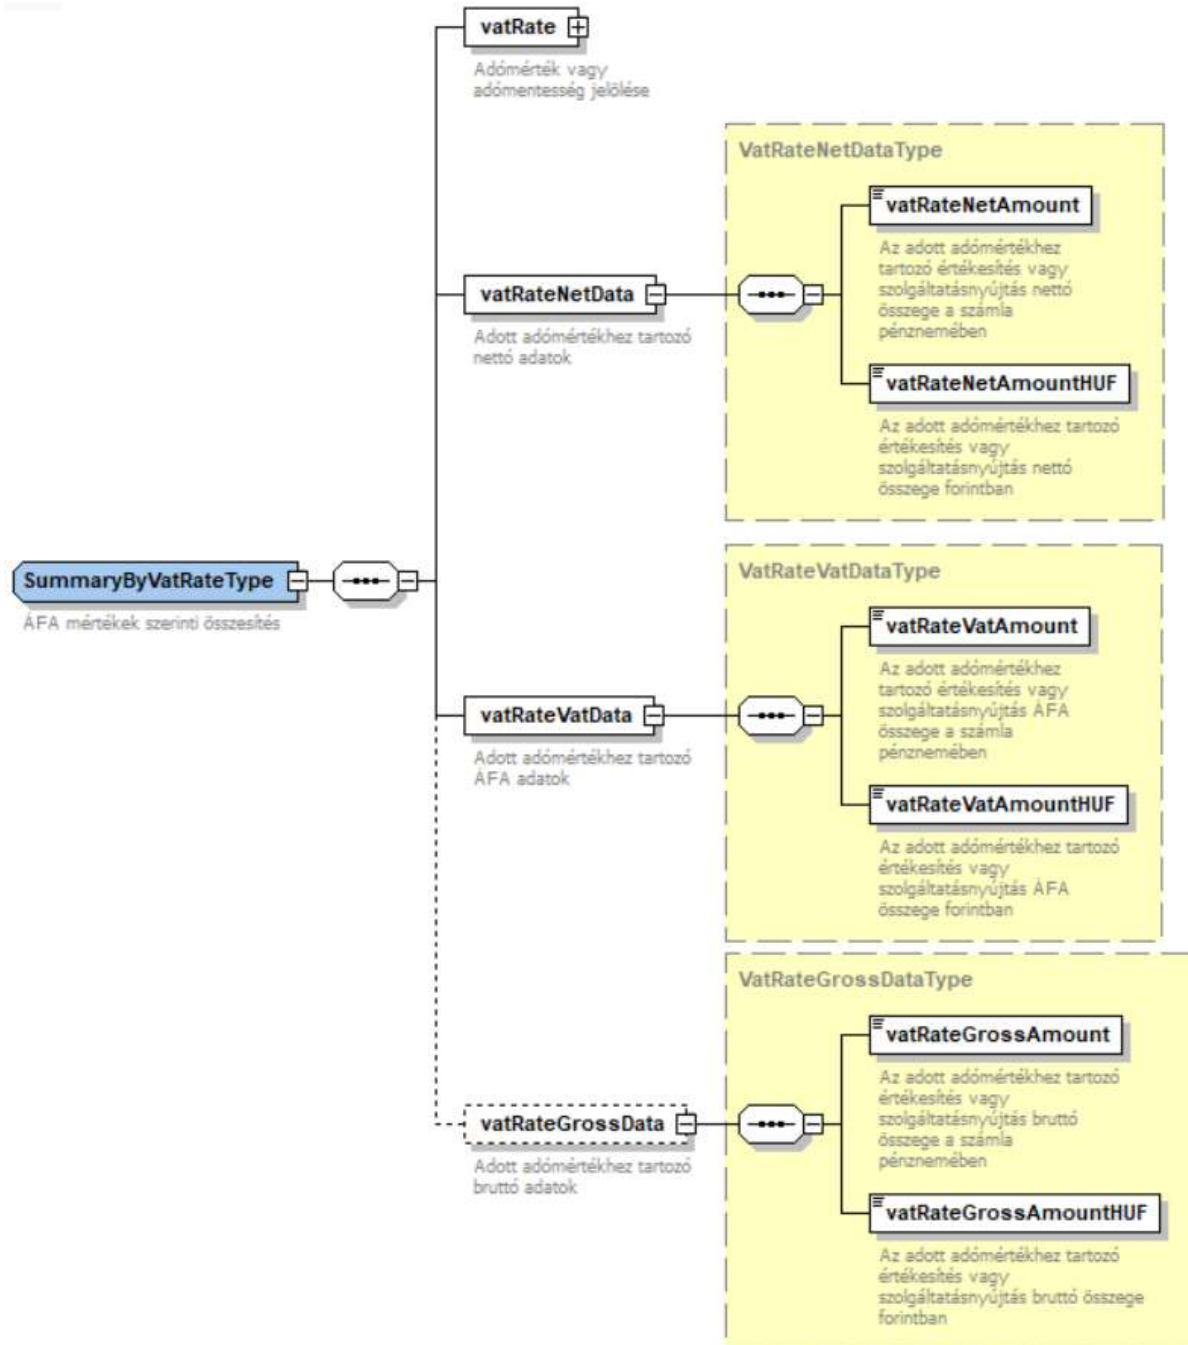 vatRate
Adómérték vagy
adómentesség jelölése
VatRateNetDataType
vatRateNetAmount
Az adott adómértékhez
tartozó értékesítés vagy
szolgáltatásnyújtás nettó
összege a számla
pénznemében
vatRateNetData
Adott adómértékhez tartozó
nettó adatok
vatRateNetAmountHUF
Az adott adómértékhez tartozó
értékesítés vagy
szolgáltatásnyújtás nettó
összege forintban
SummaryByVatRateType
ÁFA mértékek szerinti összesítés
VatRateVatDataType
vatRateVatAmount
Az adott adómértékhez
tartozó értékesítés vagy
szolgáltatásnyújtás ÁFA
összege a számla
pénznemében
vatRateVatData
Adott adómértékhez tartozó
ÁFA adatok
vatRateVatAmountHUF
Az adott adómértékhez tartozó
értékesítés vagy
szolgáltatásnyújtás ÁFA
összege forintban
VatRateGrossDataType
vatRateGrossAmount
Az adott adómértékhez tartozó
értékesítés vagy
szolgáltatásnyújtás bruttó
összege a számla
pénznemében
vatRateGrossData
Adott adómértékhez tartozó
bruttó adatok
vatRateGrossAmountHUF
Az adott adómértékhez tartozó
értékesítés vagy
szolgáltatásnyújtás bruttó összege
forintban